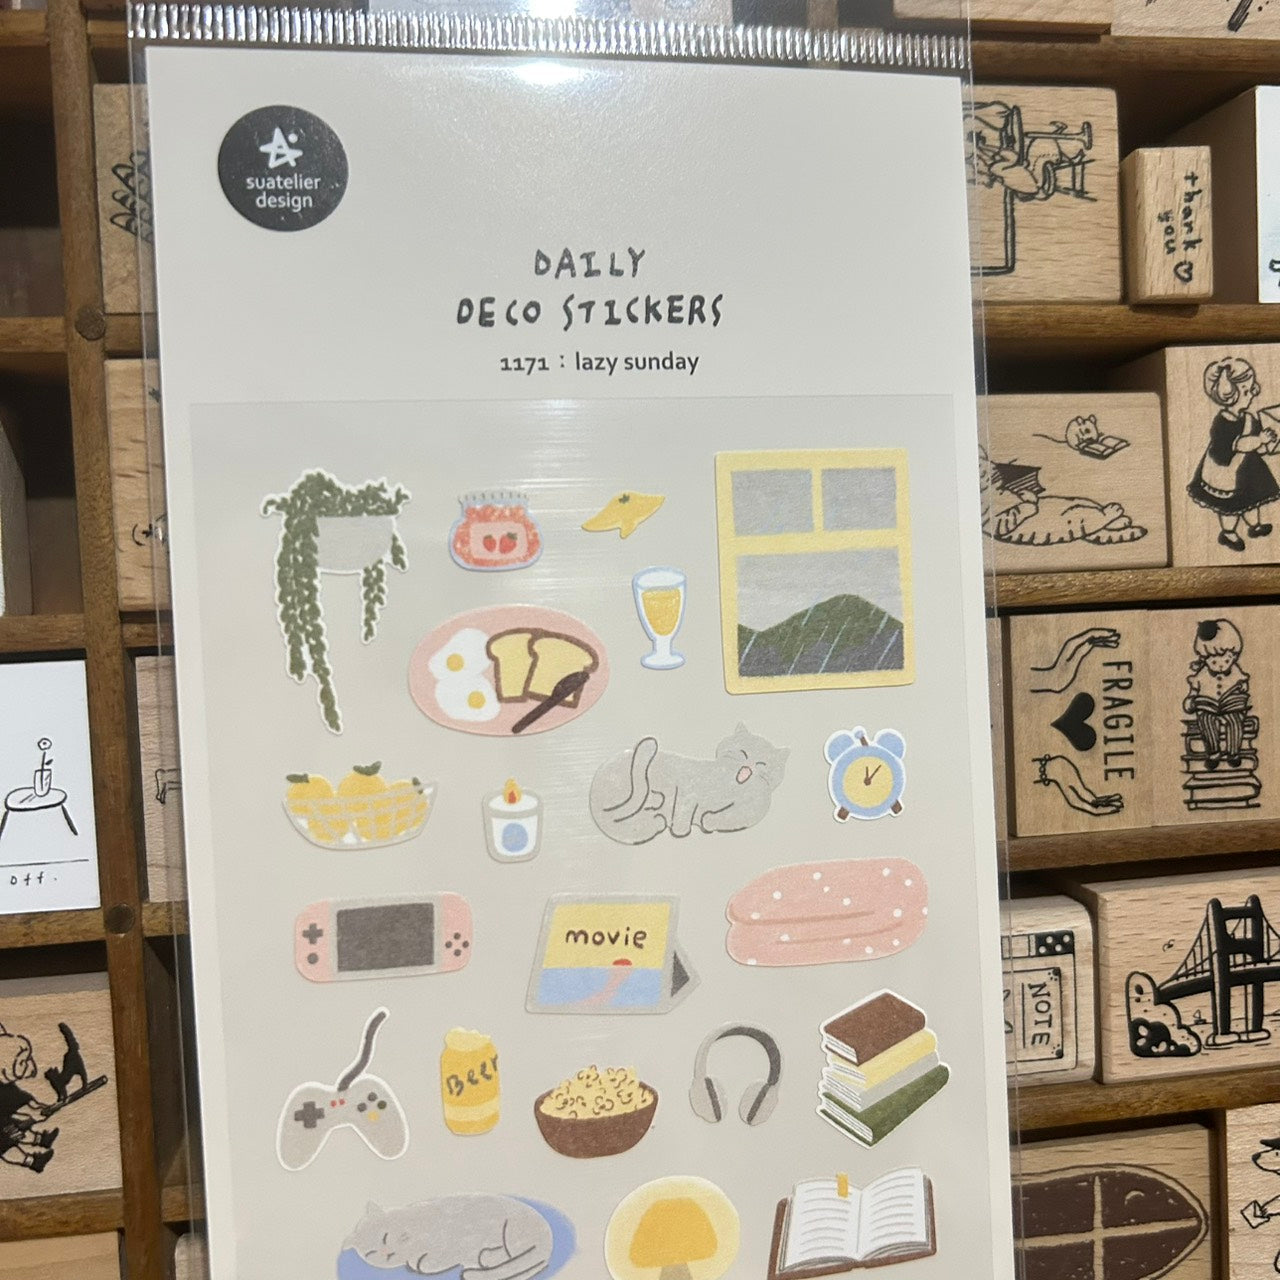 suatelier
design
DAILY
DECO STICKERS
1171 : lazy sunday
movie
Beer
thank
you
FRAGILE
NOTE
off.